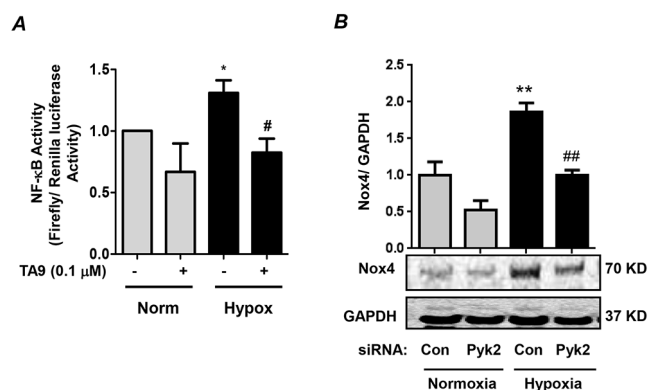 A
NF-κB Activity
(Firefly/ Renilla luciferase
Activity)
1.5
1.0
0.5
0.0
*
#
TA9 (0.1 μM)
- + - +
Norm Hypox
B
Nox4/ GAPDH
2.5
2.0
1.5
1.0
0.5
0.0
**
##
Nox4 70 KD
GAPDH 37 KD
siRNA: Con Pyk2 Con Pyk2
Normoxia Hypoxia